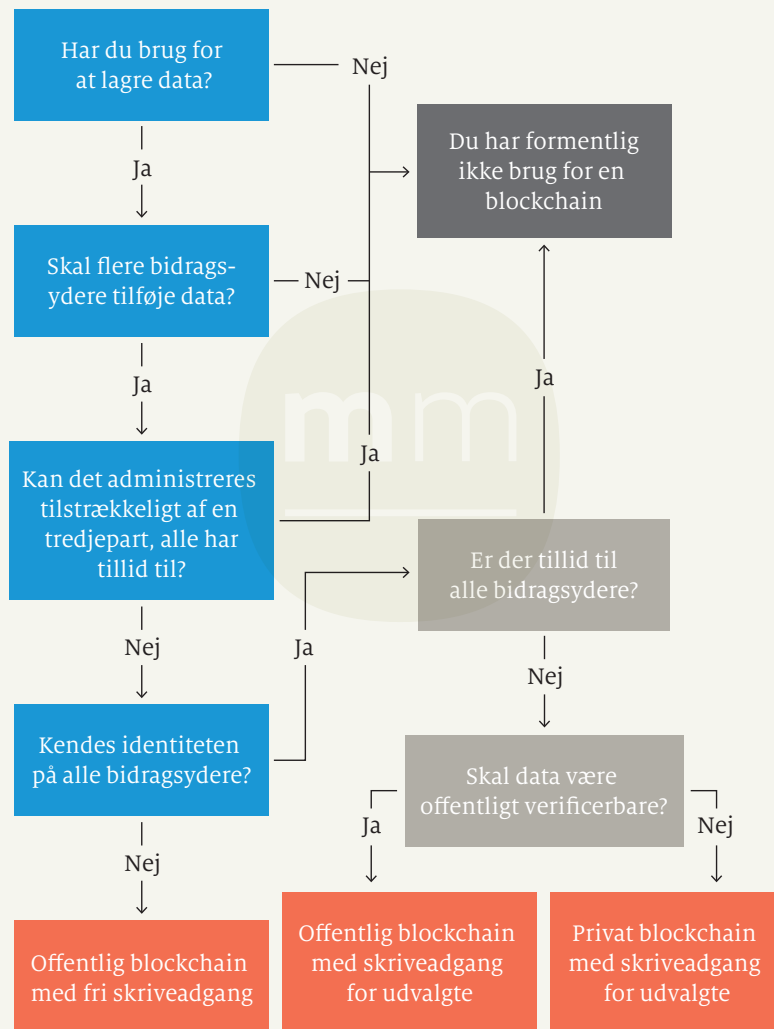 Har du brug for
at lagre data?
Nej
Ja
Du har formentlig
ikke brug for en
blockchain
Skal flere bidrags-
ydere tilføje data?
Nej
Ja
Ja
mm
Kan det administreres
tilstrækkeligt af en
tredjepart, alle har
tillid til?
Ja
Er der tillid til
alle bidragsydere?
Nej
Ja
Nej
Kendes identiteten
på alle bidragsydere?
Skal data være
offentligt verificerbare?
Ja
Nej
Nej
Offentlig blockchain
med fri skriveadgang
Offentlig blockchain
med skriveadgang
for udvalgte
Privat blockchain
med skriveadgang
for udvalgte